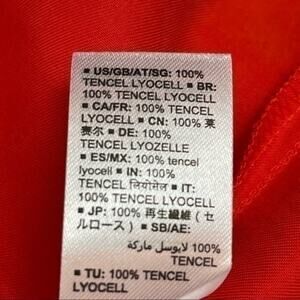 ■ US/GB/AT/SG: 100%
TENCEL LYOCELL ■ BR:
100% TENCEL LYOCELL
■ CA/FR: 100% TENCEL
LYOCELL ■ CN: 100% 莱
赛尔 ■ DE: 100%
TENCEL LYOZELLE
■ ES/MX: 100% tencel
lyocell ■ IN: 100%
TENCEL लियोसेल ■ IT:
100% TENCEL LYOCELL
■ JP: 100% 再生繊維（セ
ルロース）■ SB/AE:
100% لايوسل ماركة
TENCEL
■ TU: 100% TENCEL
LYOCELL